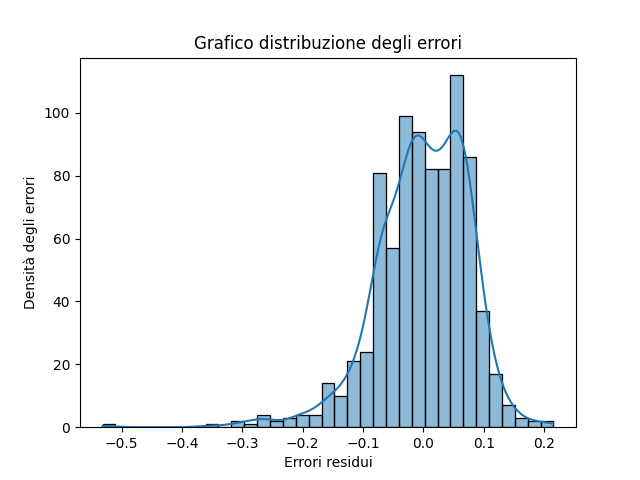 Grafico distribuzione degli errori
Densità degli errori
100
80
60
40
20
0
−0.5 −0.4 −0.3 −0.2 −0.1 0.0 0.1 0.2
Errori residui